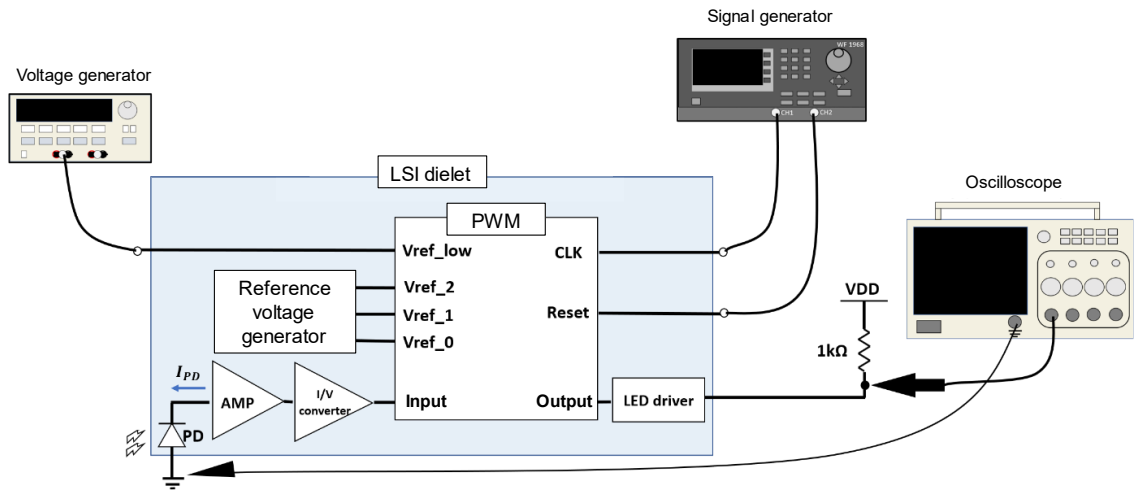 Signal generator
WF 1968
CH1
CH2
Voltage generator
LSI dielet
Oscilloscope
PWM
Vref_low
CLK
Reference
voltage
generator
Vref_2
Vref_1
Vref_0
Reset
VDD
1kΩ
I_PD
AMP
I/V
converter
Input
Output
LED driver
PD